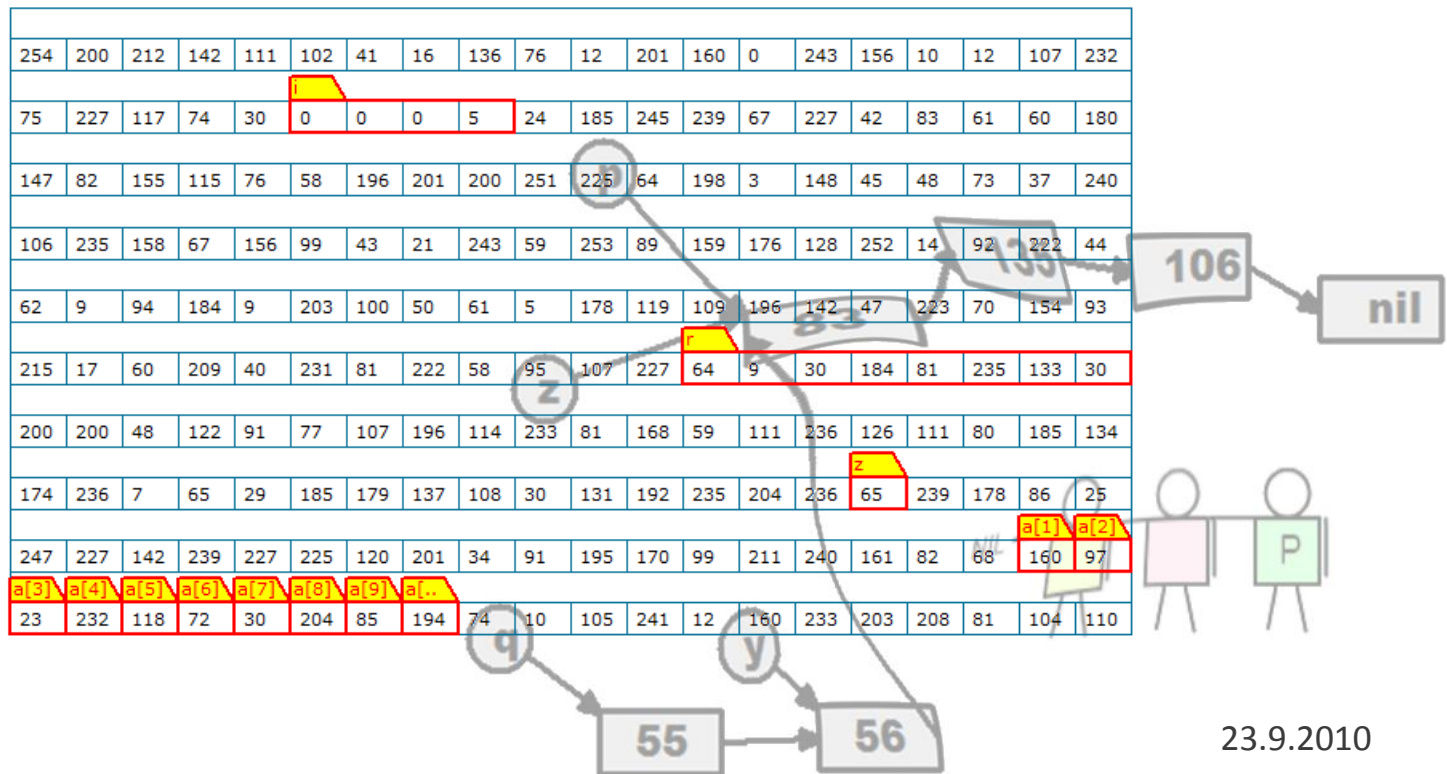 254 200 212 142 111 102 41 16 136 76 12 201 160 0 243 156 10 12 107 232
i
75 227 117 74 30 0 0 0 5 24 185 245 239 67 227 42 83 61 60 180
147 82 155 115 76 58 196 201 200 251 225 64 198 3 148 45 48 73 37 240
p
106 235 158 67 156 99 43 21 243 59 253 89 159 176 128 252 14 92 222 44
135 106 nil
62 9 94 184 9 203 100 50 61 5 178 119 109 196 142 47 223 70 154 93
83
r
215 17 60 209 40 231 81 222 58 95 107 227 64 9 30 184 81 235 133 30
z
200 200 48 122 91 77 107 196 114 233 81 168 59 111 236 126 111 80 185 134
z
174 236 7 65 29 185 179 137 108 30 131 192 235 204 236 65 239 178 86 25
a[1] a[2]
247 227 142 239 227 225 120 201 34 91 195 170 99 211 240 161 82 68 160 97
NIL P
a[3] a[4] a[5] a[6] a[7] a[8] a[9] a[..
23 232 118 72 30 204 85 194 74 10 105 241 12 160 233 203 208 81 104 110
q y
55 56
23.9.2010